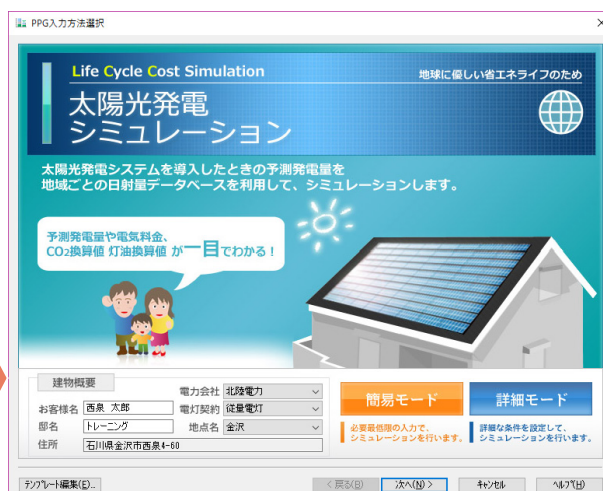 PPG入力方法選択
Life Cycle Cost Simulation
地球に優しい省エネライフのため
太陽光発電
シミュレーション
太陽光発電システムを導入したときの予測発電量を
地域ごとの日射量データベースを利用して、シミュレーションします。
予測発電量や電気料金、
CO2換算値 灯油換算値 が一目でわかる！
建物概要
お客様名 西泉 太郎
邸名 トレーニング
住所 石川県金沢市西泉4-60
電力会社 北陸電力
電灯契約 従量電灯
地点名 金沢
簡易モード
必要最低限の入力で、
シミュレーションを行います。
詳細モード
詳細な条件を設定して、
シミュレーションを行います。
テンプレート編集(E)...
< 戻る(B)
次へ(N) >
キャンセル
ヘルプ(H)